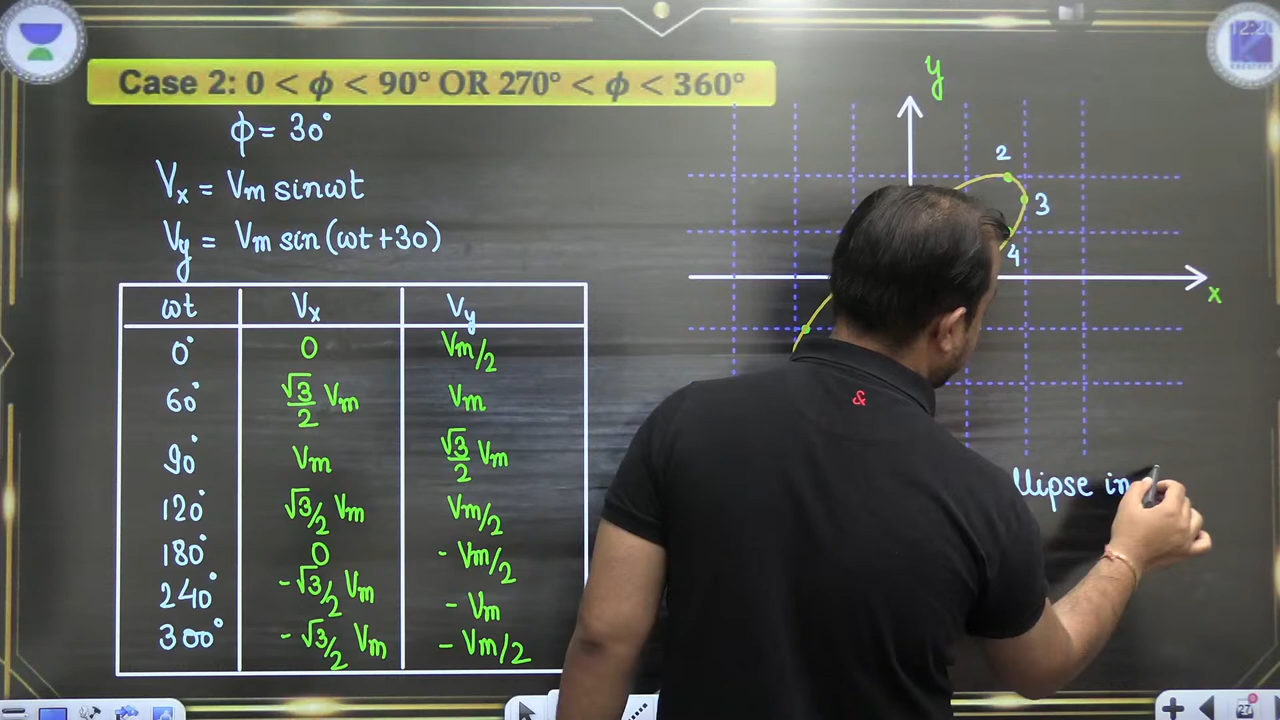 Case 2: 0 < ϕ < 90° OR 270° < ϕ < 360°
ϕ = 30°
Vx = Vm sinωt
Vy = Vm sin(ωt+30)
ωt Vx Vy
0° 0 Vm/2
60° √3/2 Vm Vm
90° Vm √3/2 Vm
120° √3/2 Vm Vm/2
180° 0 - Vm/2
240° -√3/2 Vm - Vm
300° -√3/2 Vm - Vm/2
y
2
3
4
x
llipse in
&
12:20
27